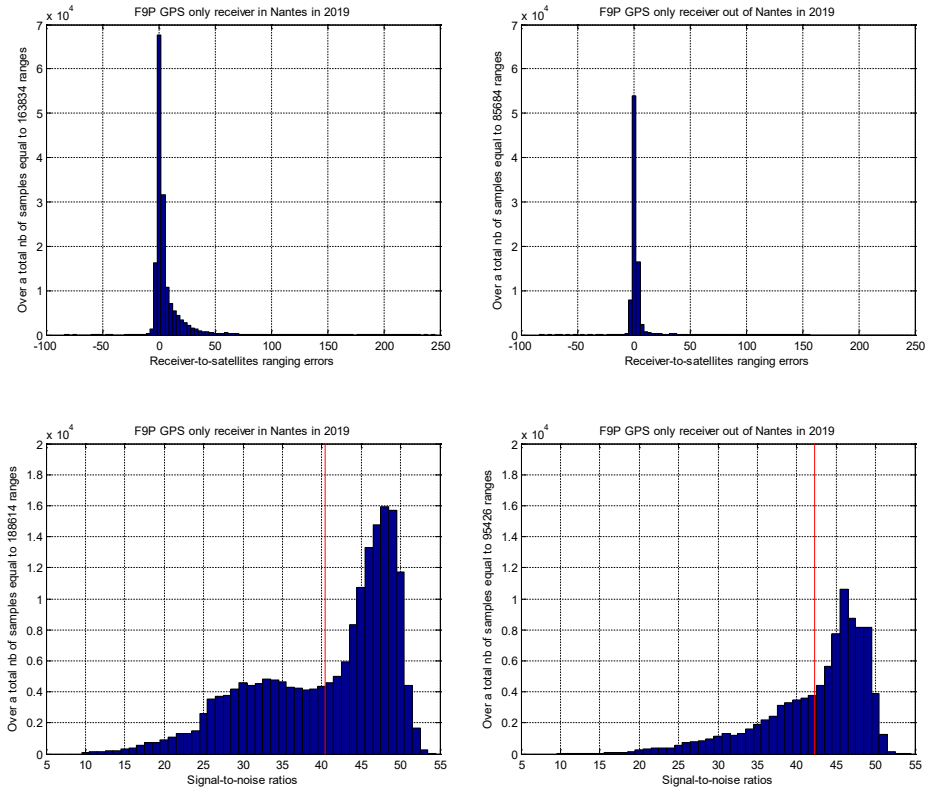 F9P GPS only receiver in Nantes in 2019
x 10^4
7
6
5
4
3
2
1
0
-100 -50 0 50 100 150 200 250
Over a total nb of samples equal to 163834 ranges
Receiver-to-satellites ranging errors
F9P GPS only receiver out of Nantes in 2019
x 10^4
7
6
5
4
3
2
1
0
-100 -50 0 50 100 150 200 250
Over a total nb of samples equal to 85684 ranges
Receiver-to-satellites ranging errors
F9P GPS only receiver in Nantes in 2019
x 10^4
2
1.8
1.6
1.4
1.2
1
0.8
0.6
0.4
0.2
0
5 10 15 20 25 30 35 40 45 50 55
Over a total nb of samples equal to 188614 ranges
Signal-to-noise ratios
F9P GPS only receiver out of Nantes in 2019
x 10^4
2
1.8
1.6
1.4
1.2
1
0.8
0.6
0.4
0.2
0
5 10 15 20 25 30 35 40 45 50 55
Over a total nb of samples equal to 95426 ranges
Signal-to-noise ratios